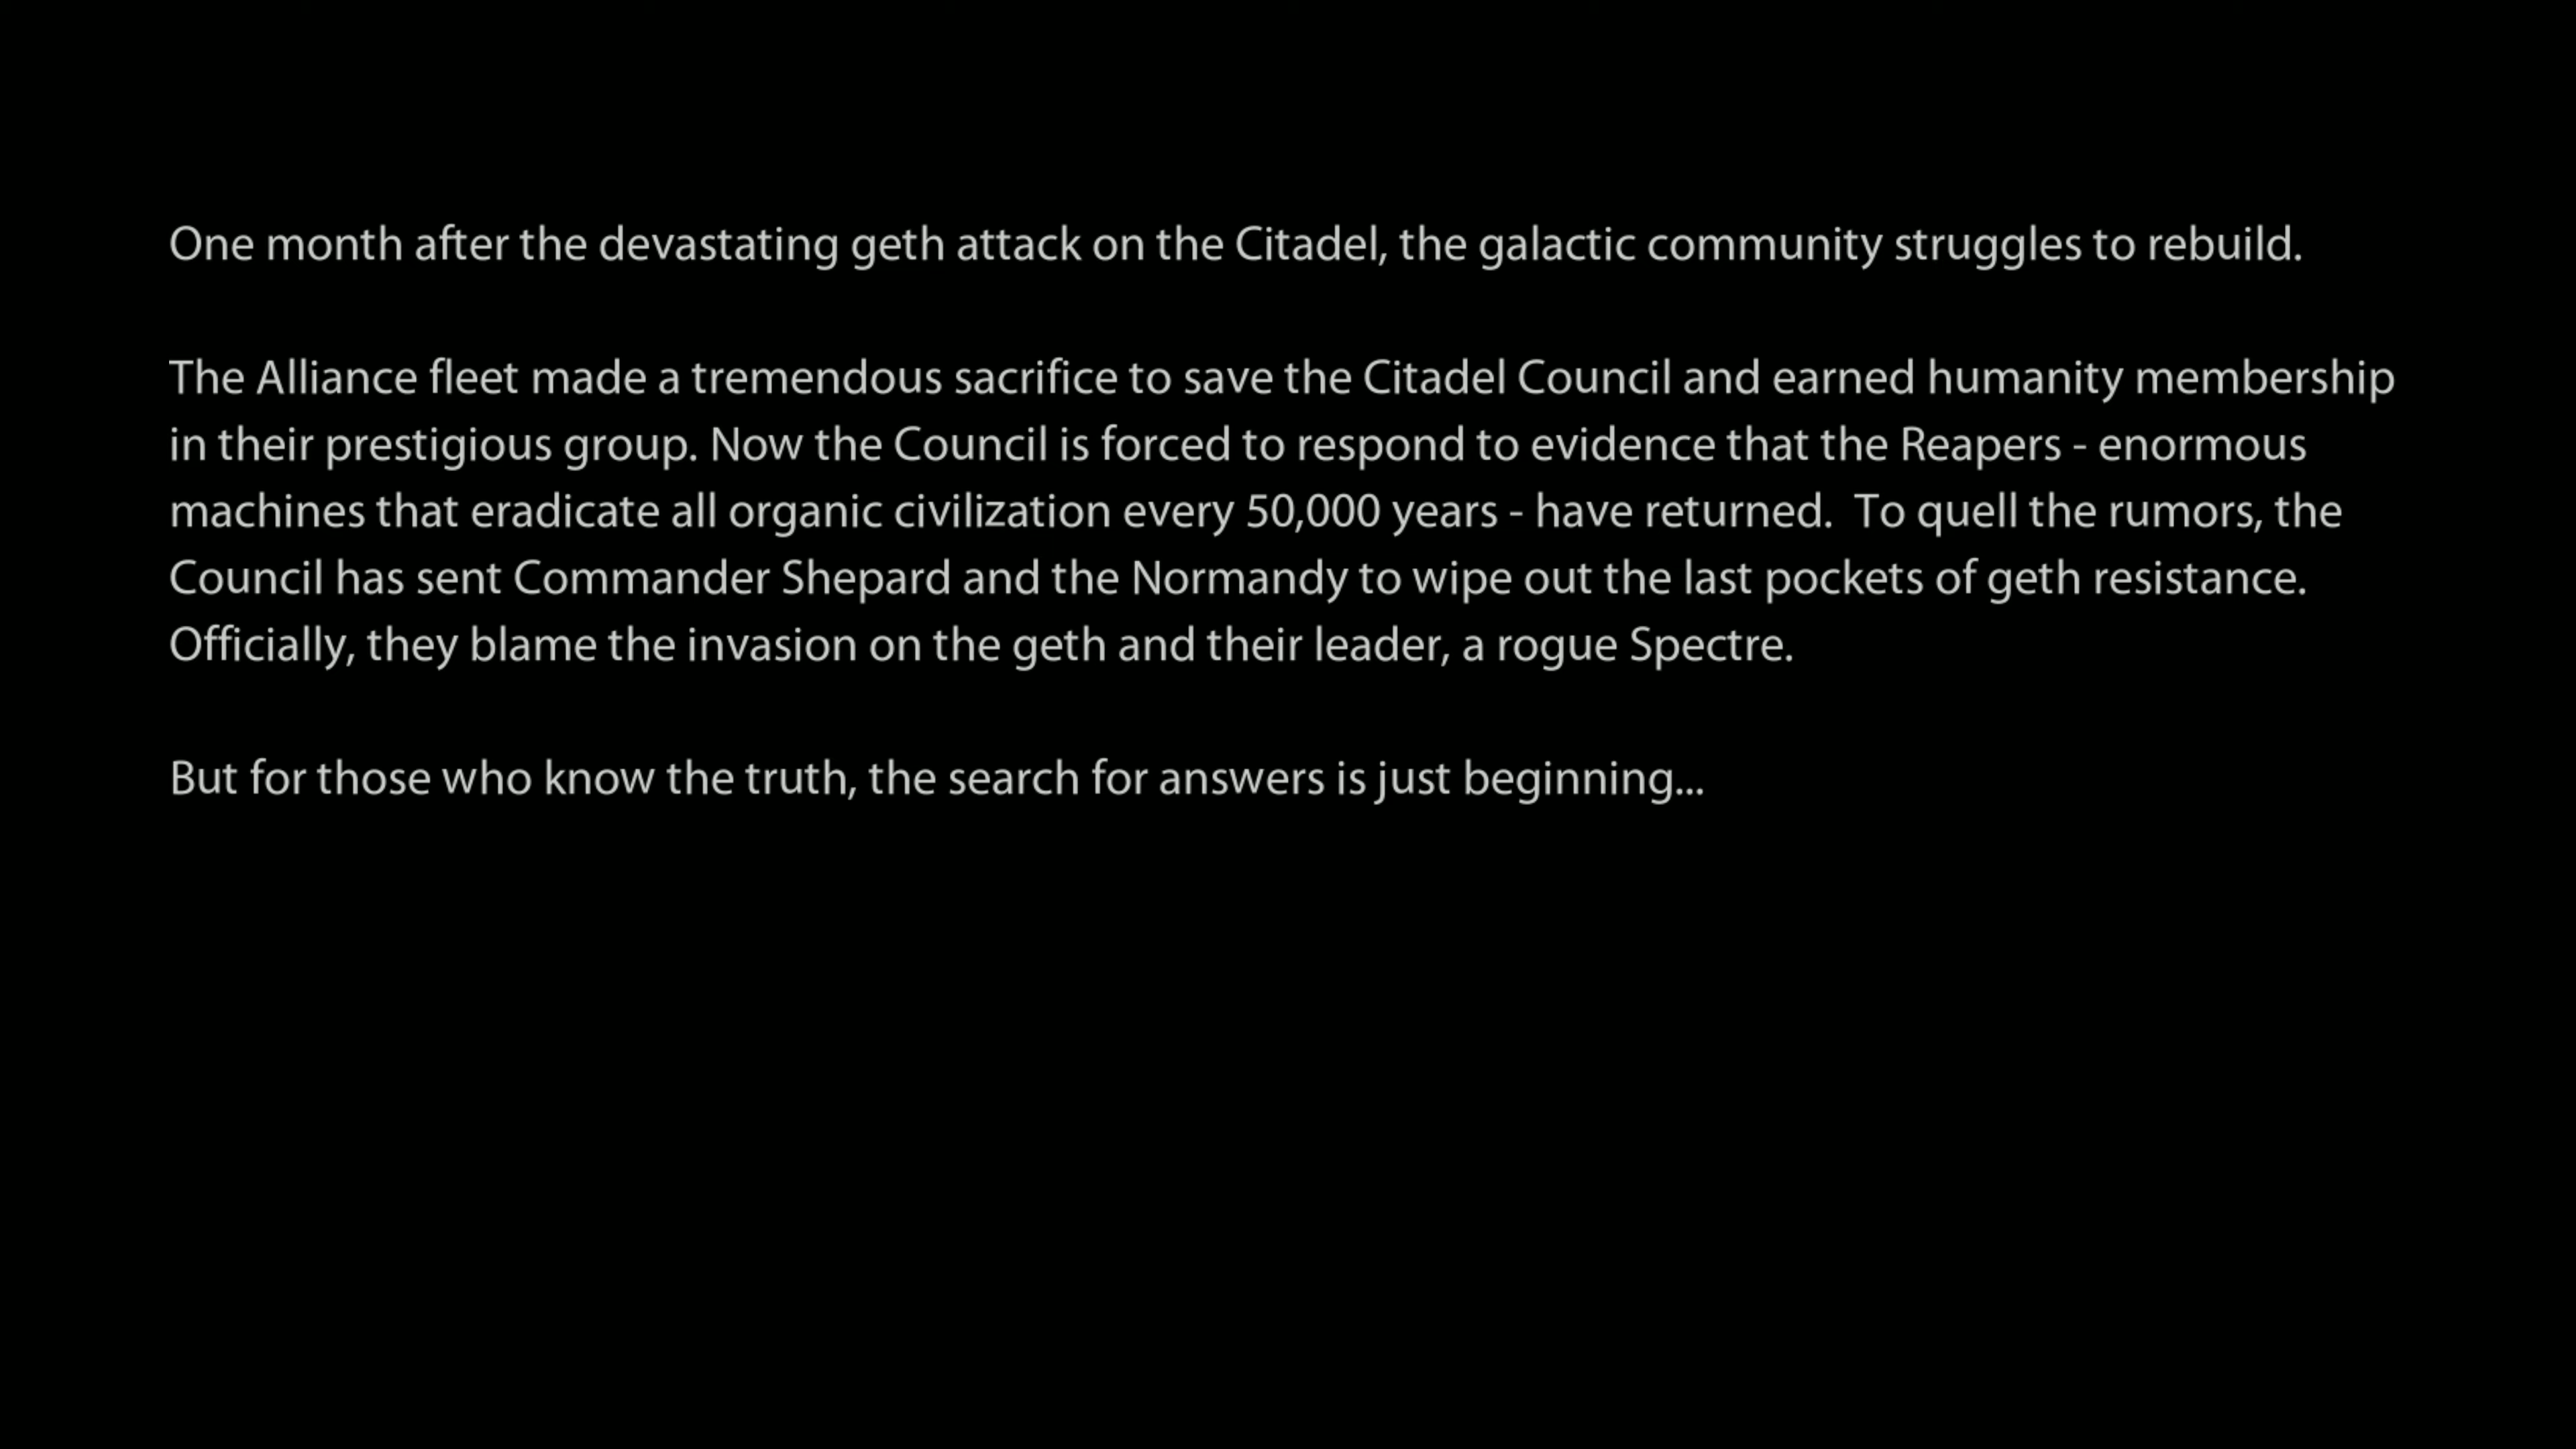 One month after the devastating geth attack on the Citadel, the galactic community struggles to rebuild.
The Alliance fleet made a tremendous sacrifice to save the Citadel Council and earned humanity membership
in their prestigious group. Now the Council is forced to respond to evidence that the Reapers - enormous
machines that eradicate all organic civilization every 50,000 years - have returned.  To quell the rumors, the
Council has sent Commander Shepard and the Normandy to wipe out the last pockets of geth resistance.
Officially, they blame the invasion on the geth and their leader, a rogue Spectre.
But for those who know the truth, the search for answers is just beginning...